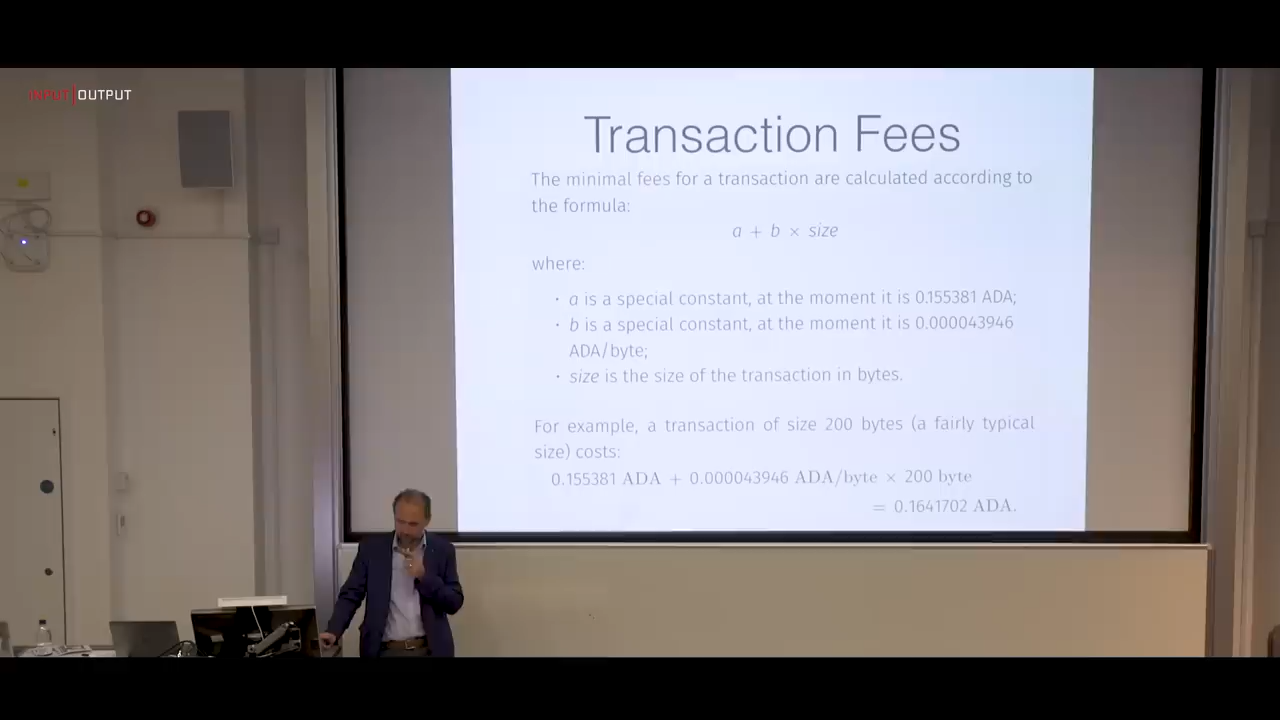 INPUT|OUTPUT
Transaction Fees
The minimal fees for a transaction are calculated according to
the formula:
a + b × size
where:
· a is a special constant, at the moment it is 0.155381 ADA;
· b is a special constant, at the moment it is 0.000043946
ADA/byte;
· size is the size of the transaction in bytes.
For example, a transaction of size 200 bytes (a fairly typical
size) costs:
0.155381 ADA + 0.000043946 ADA/byte × 200 byte
= 0.1641702 ADA.